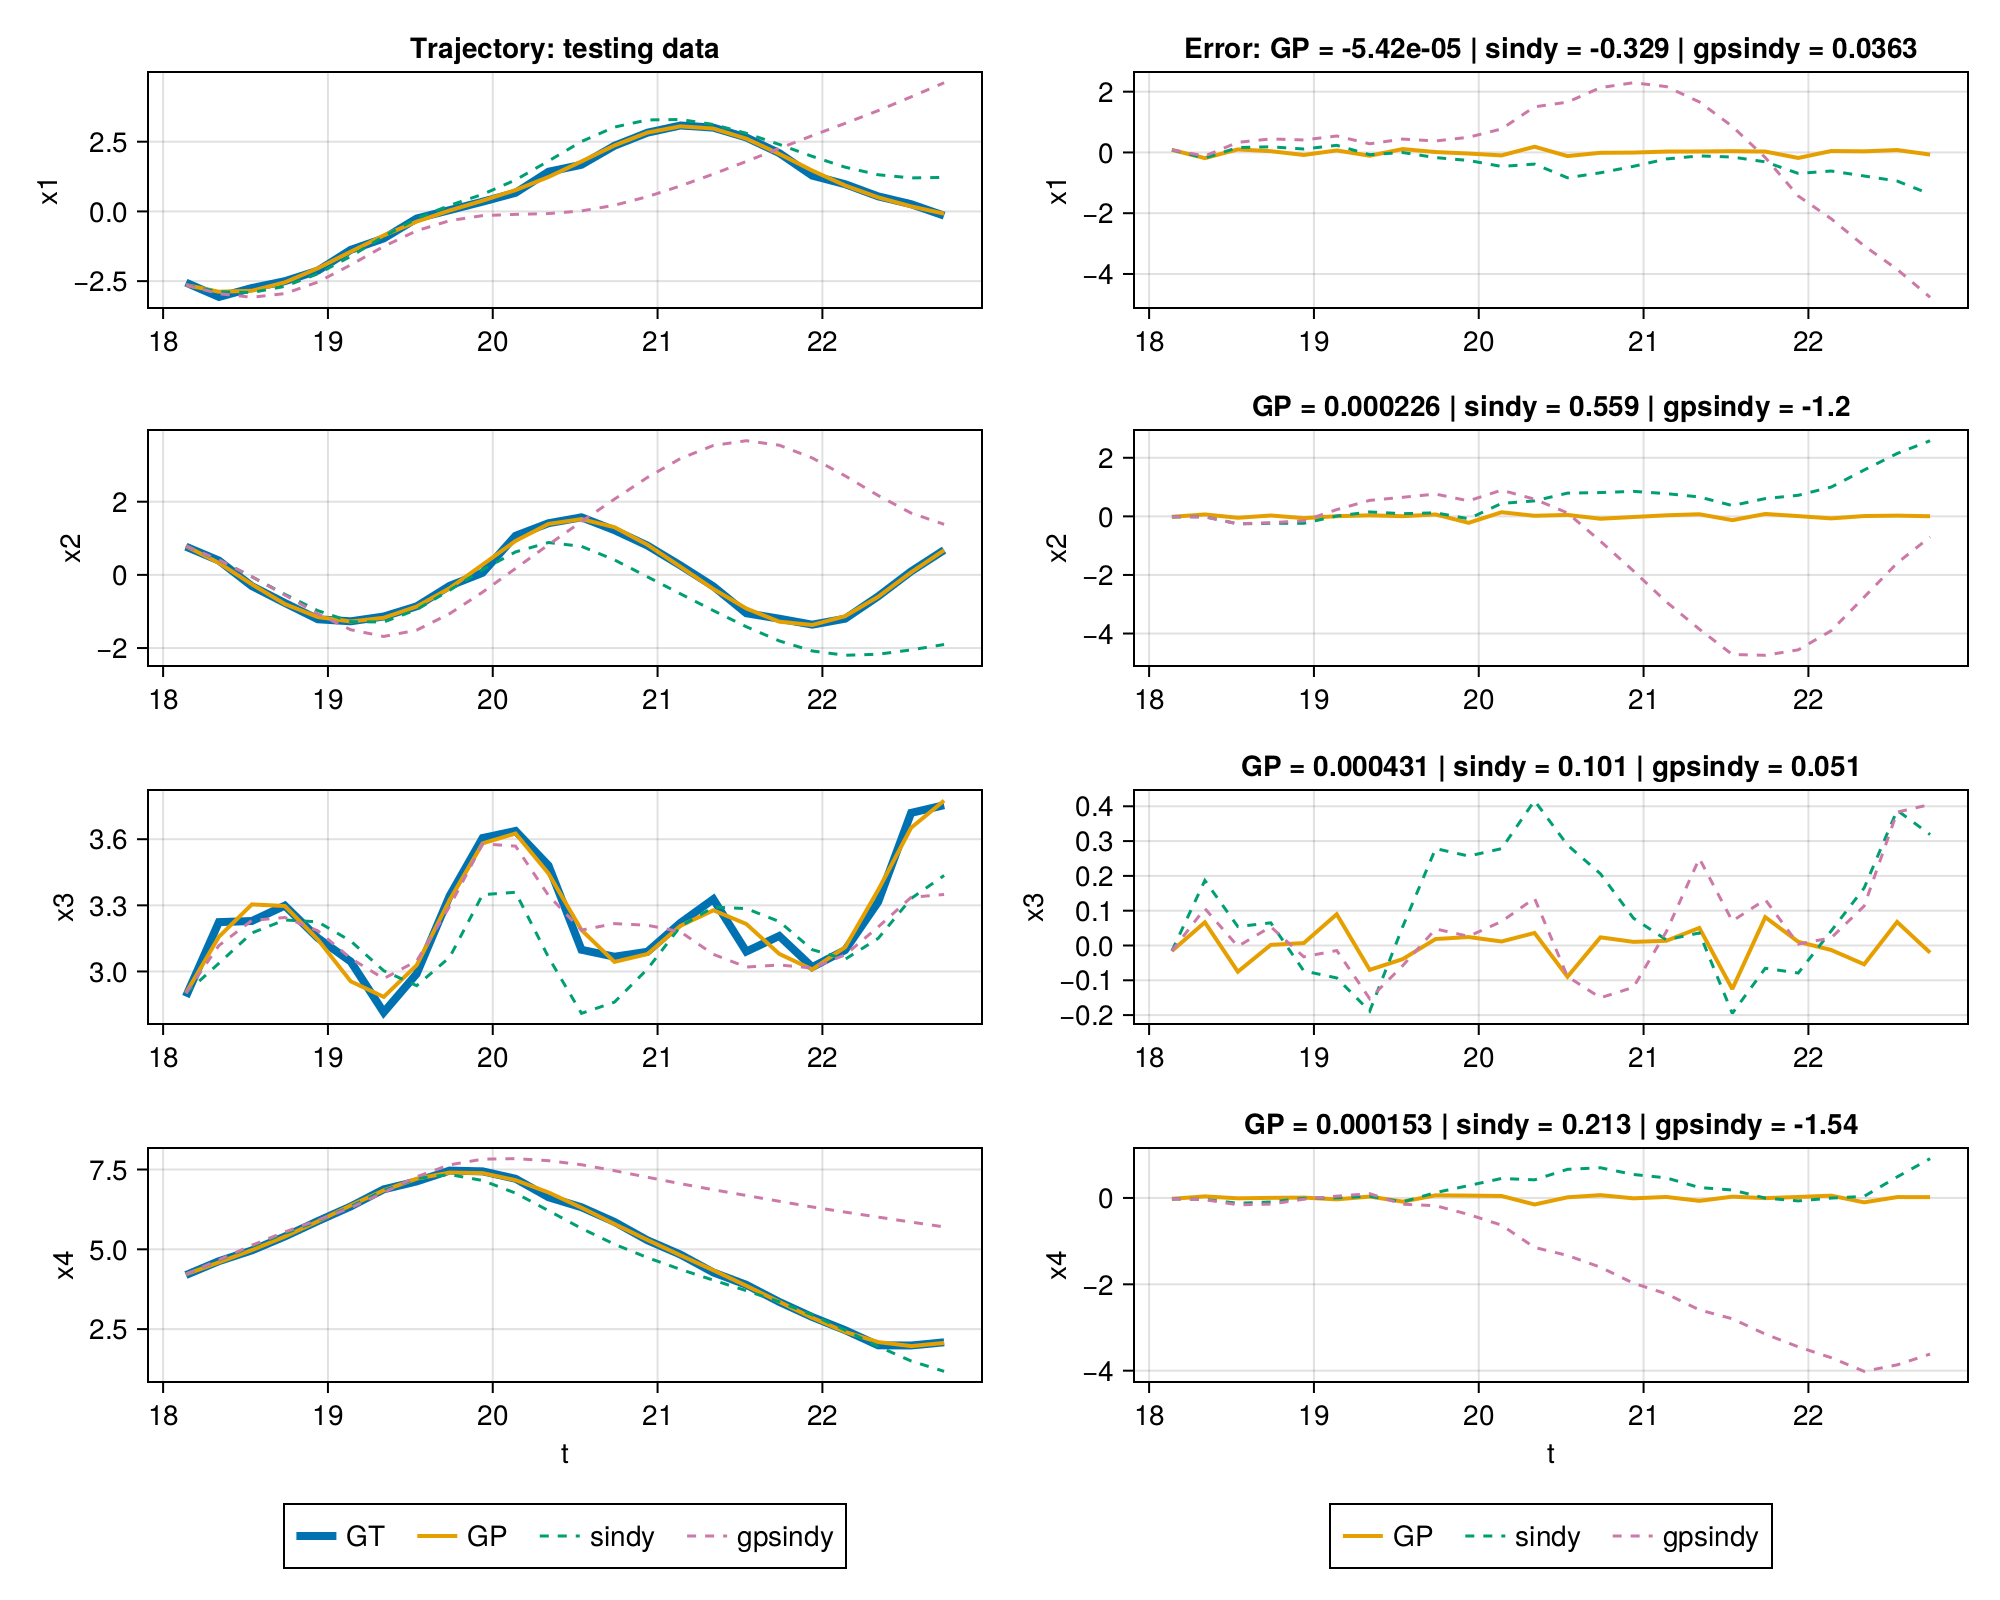 Trajectory: testing data
Error: GP = -5.42e-05 | sindy = -0.329 | gpsindy = 0.0363
x1
2.5
0.0
−2.5
18 19 20 21 22
x1
2
0
−2
−4
18 19 20 21 22
GP = 0.000226 | sindy = 0.559 | gpsindy = -1.2
x2
2
0
−2
18 19 20 21 22
x2
2
0
−2
−4
18 19 20 21 22
GP = 0.000431 | sindy = 0.101 | gpsindy = 0.051
x3
3.6
3.3
3.0
18 19 20 21 22
x3
0.4
0.3
0.2
0.1
0.0
−0.1
−0.2
18 19 20 21 22
GP = 0.000153 | sindy = 0.213 | gpsindy = -1.54
x4
7.5
5.0
2.5
18 19 20 21 22
t
x4
0
−2
−4
18 19 20 21 22
t
GT GP sindy gpsindy
GP sindy gpsindy